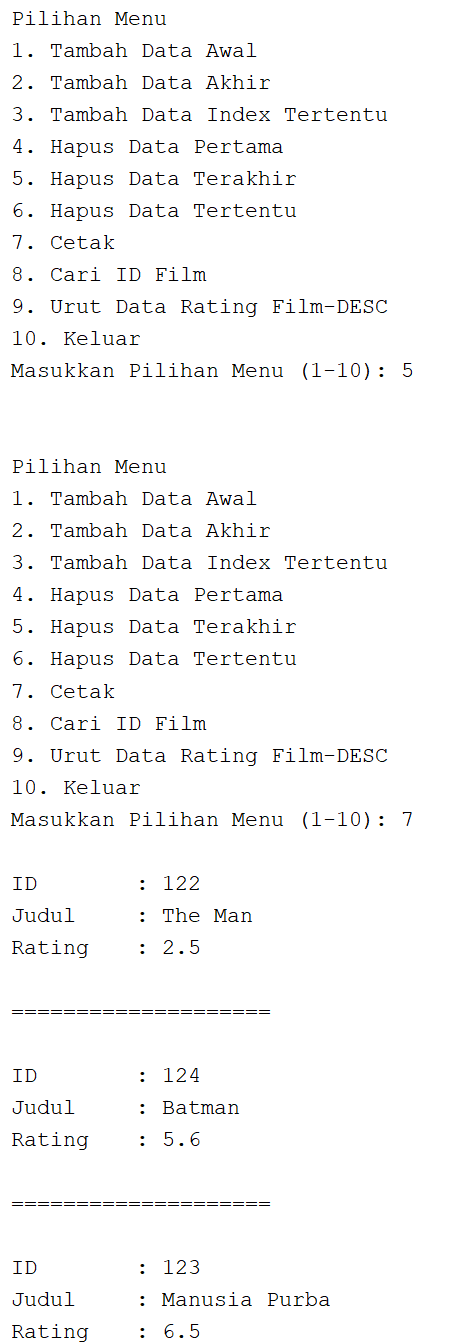 Pilihan Menu
1. Tambah Data Awal
2. Tambah Data Akhir
3. Tambah Data Index Tertentu
4. Hapus Data Pertama
5. Hapus Data Terakhir
6. Hapus Data Tertentu
7. Cetak
8. Cari ID Film
9. Urut Data Rating Film-DESC
10. Keluar
Masukkan Pilihan Menu (1-10): 5
Pilihan Menu
1. Tambah Data Awal
2. Tambah Data Akhir
3. Tambah Data Index Tertentu
4. Hapus Data Pertama
5. Hapus Data Terakhir
6. Hapus Data Tertentu
7. Cetak
8. Cari ID Film
9. Urut Data Rating Film-DESC
10. Keluar
Masukkan Pilihan Menu (1-10): 7
ID : 122
Judul : The Man
Rating : 2.5
====================
ID : 124
Judul : Batman
Rating : 5.6
====================
ID : 123
Judul : Manusia Purba
Rating : 6.5